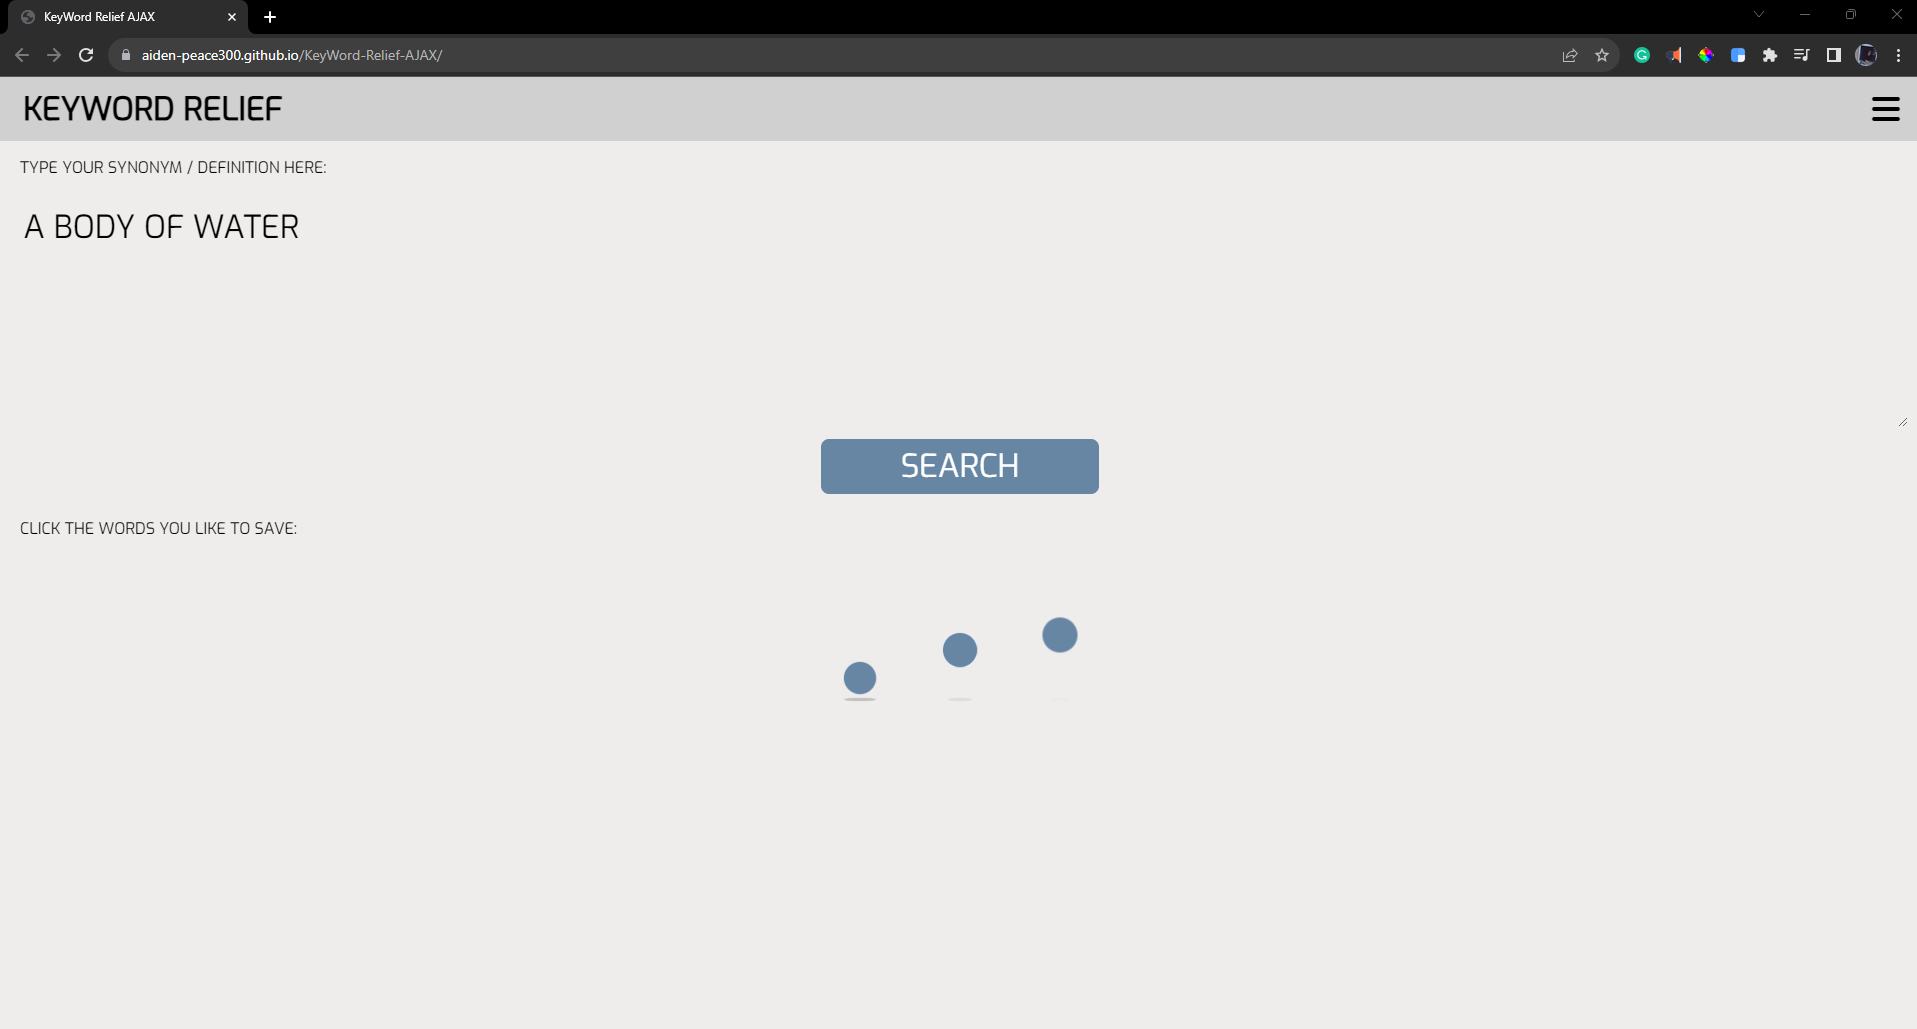 KeyWord Relief AJAX
aiden-peace300.github.io/KeyWord-Relief-AJAX/
KEYWORD RELIEF
TYPE YOUR SYNONYM / DEFINITION HERE:
A BODY OF WATER
SEARCH
CLICK THE WORDS YOU LIKE TO SAVE: